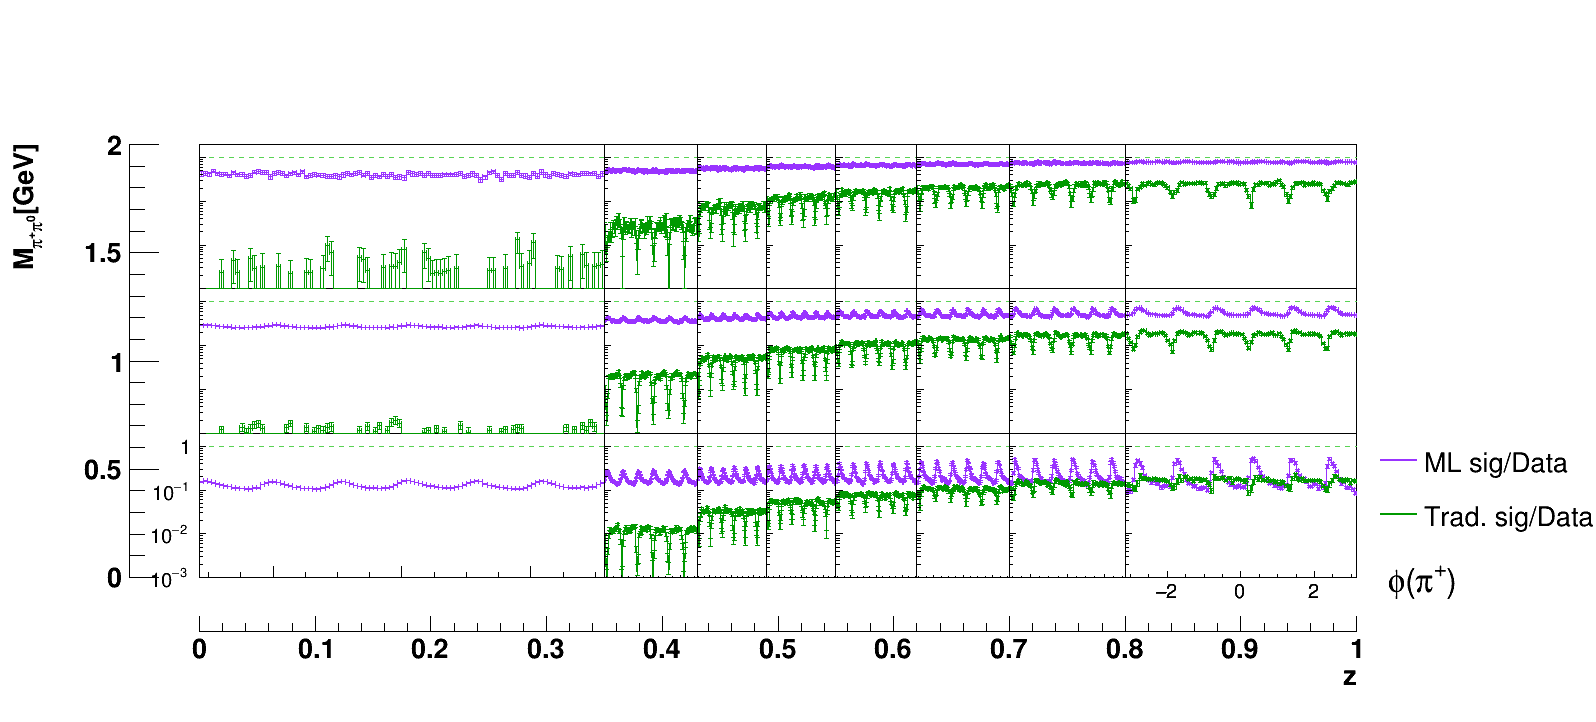 M_{π⁺π⁰}[GeV]
2
1.5
1
0.5
0
1
10⁻¹
10⁻²
10⁻³
−2 0 2
φ(π⁺)
ML sig/Data
Trad. sig/Data
0 0.1 0.2 0.3 0.4 0.5 0.6 0.7 0.8 0.9 1
z